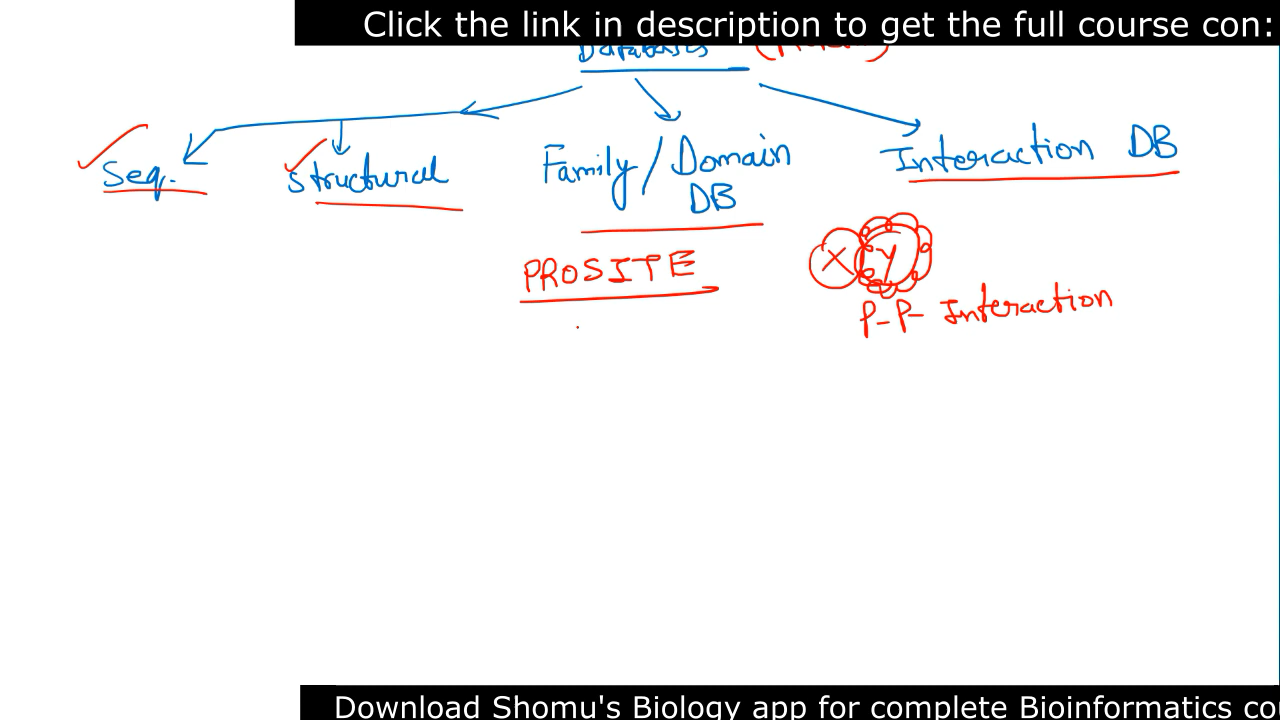 Click the link in description to get the full course con:
Databases
Seq.
Structural
Family/Domain DB
Interaction DB
PROSITE
X
y
P-P- Interaction
Download Shomu's Biology app for complete Bioinformatics co